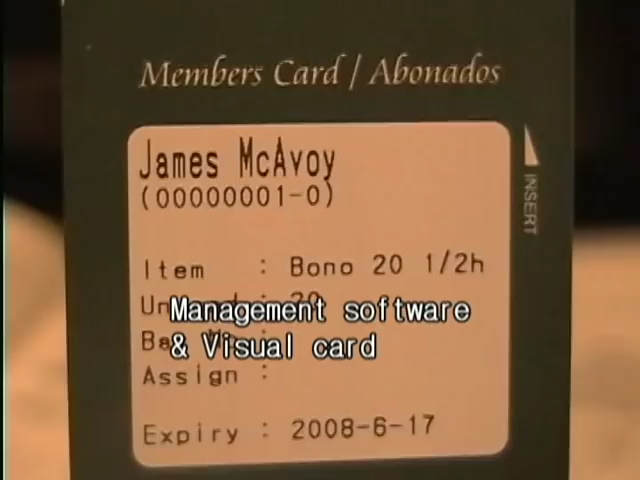 Members Card / Abonados
James McAvoy
(00000001-0)
INSERT
Item : Bono 20 1/2h
: 20
Management software
& Visual card
Assign :
Expiry : 2008-6-17